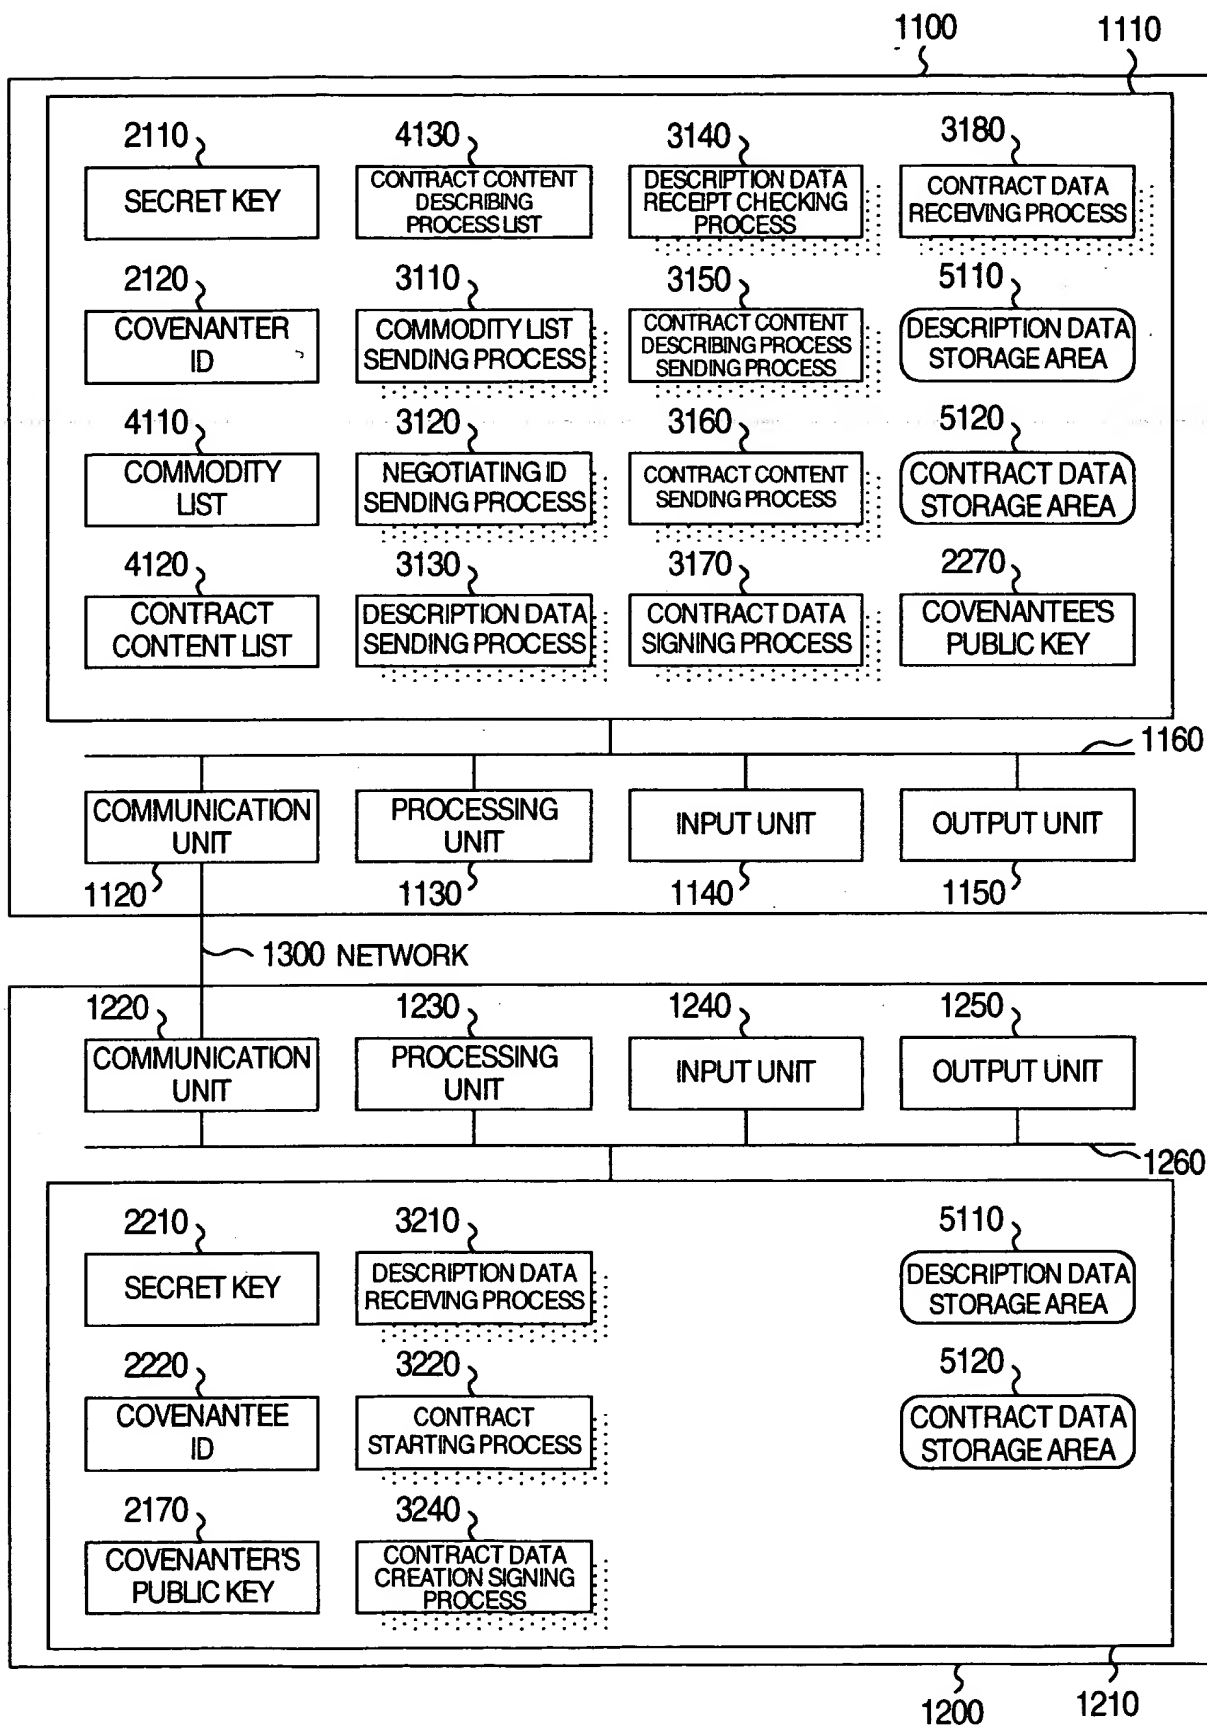 1100
1110
2110
4130
3140
3180
SECRET KEY
CONTRACT CONTENT
DESCRIBING
PROCESS LIST
DESCRIPTION DATA
RECEIPT CHECKING
PROCESS
CONTRACT DATA
RECEIVING PROCESS
2120
3110
3150
5110
COVENANTER
ID
COMMODITY LIST
SENDING PROCESS
CONTRACT CONTENT
DESCRIBING PROCESS
SENDING PROCESS
DESCRIPTION DATA
STORAGE AREA
4110
3120
3160
5120
COMMODITY
LIST
NEGOTIATING ID
SENDING PROCESS
CONTRACT CONTENT
SENDING PROCESS
CONTRACT DATA
STORAGE AREA
4120
3130
3170
2270
CONTRACT
CONTENT LIST
DESCRIPTION DATA
SENDING PROCESS
CONTRACT DATA
SIGNING PROCESS
COVENANTEE'S
PUBLIC KEY
1160
COMMUNICATION
UNIT
PROCESSING
UNIT
INPUT UNIT
OUTPUT UNIT
1120
1130
1140
1150
1300 NETWORK
1220
1230
1240
1250
COMMUNICATION
UNIT
PROCESSING
UNIT
INPUT UNIT
OUTPUT UNIT
1260
2210
3210
5110
SECRET KEY
DESCRIPTION DATA
RECEIVING PROCESS
DESCRIPTION DATA
STORAGE AREA
2220
3220
5120
COVENANTEE
ID
CONTRACT
STARTING PROCESS
CONTRACT DATA
STORAGE AREA
2170
3240
COVENANTER'S
PUBLIC KEY
CONTRACT DATA
CREATION SIGNING
PROCESS
1200
1210